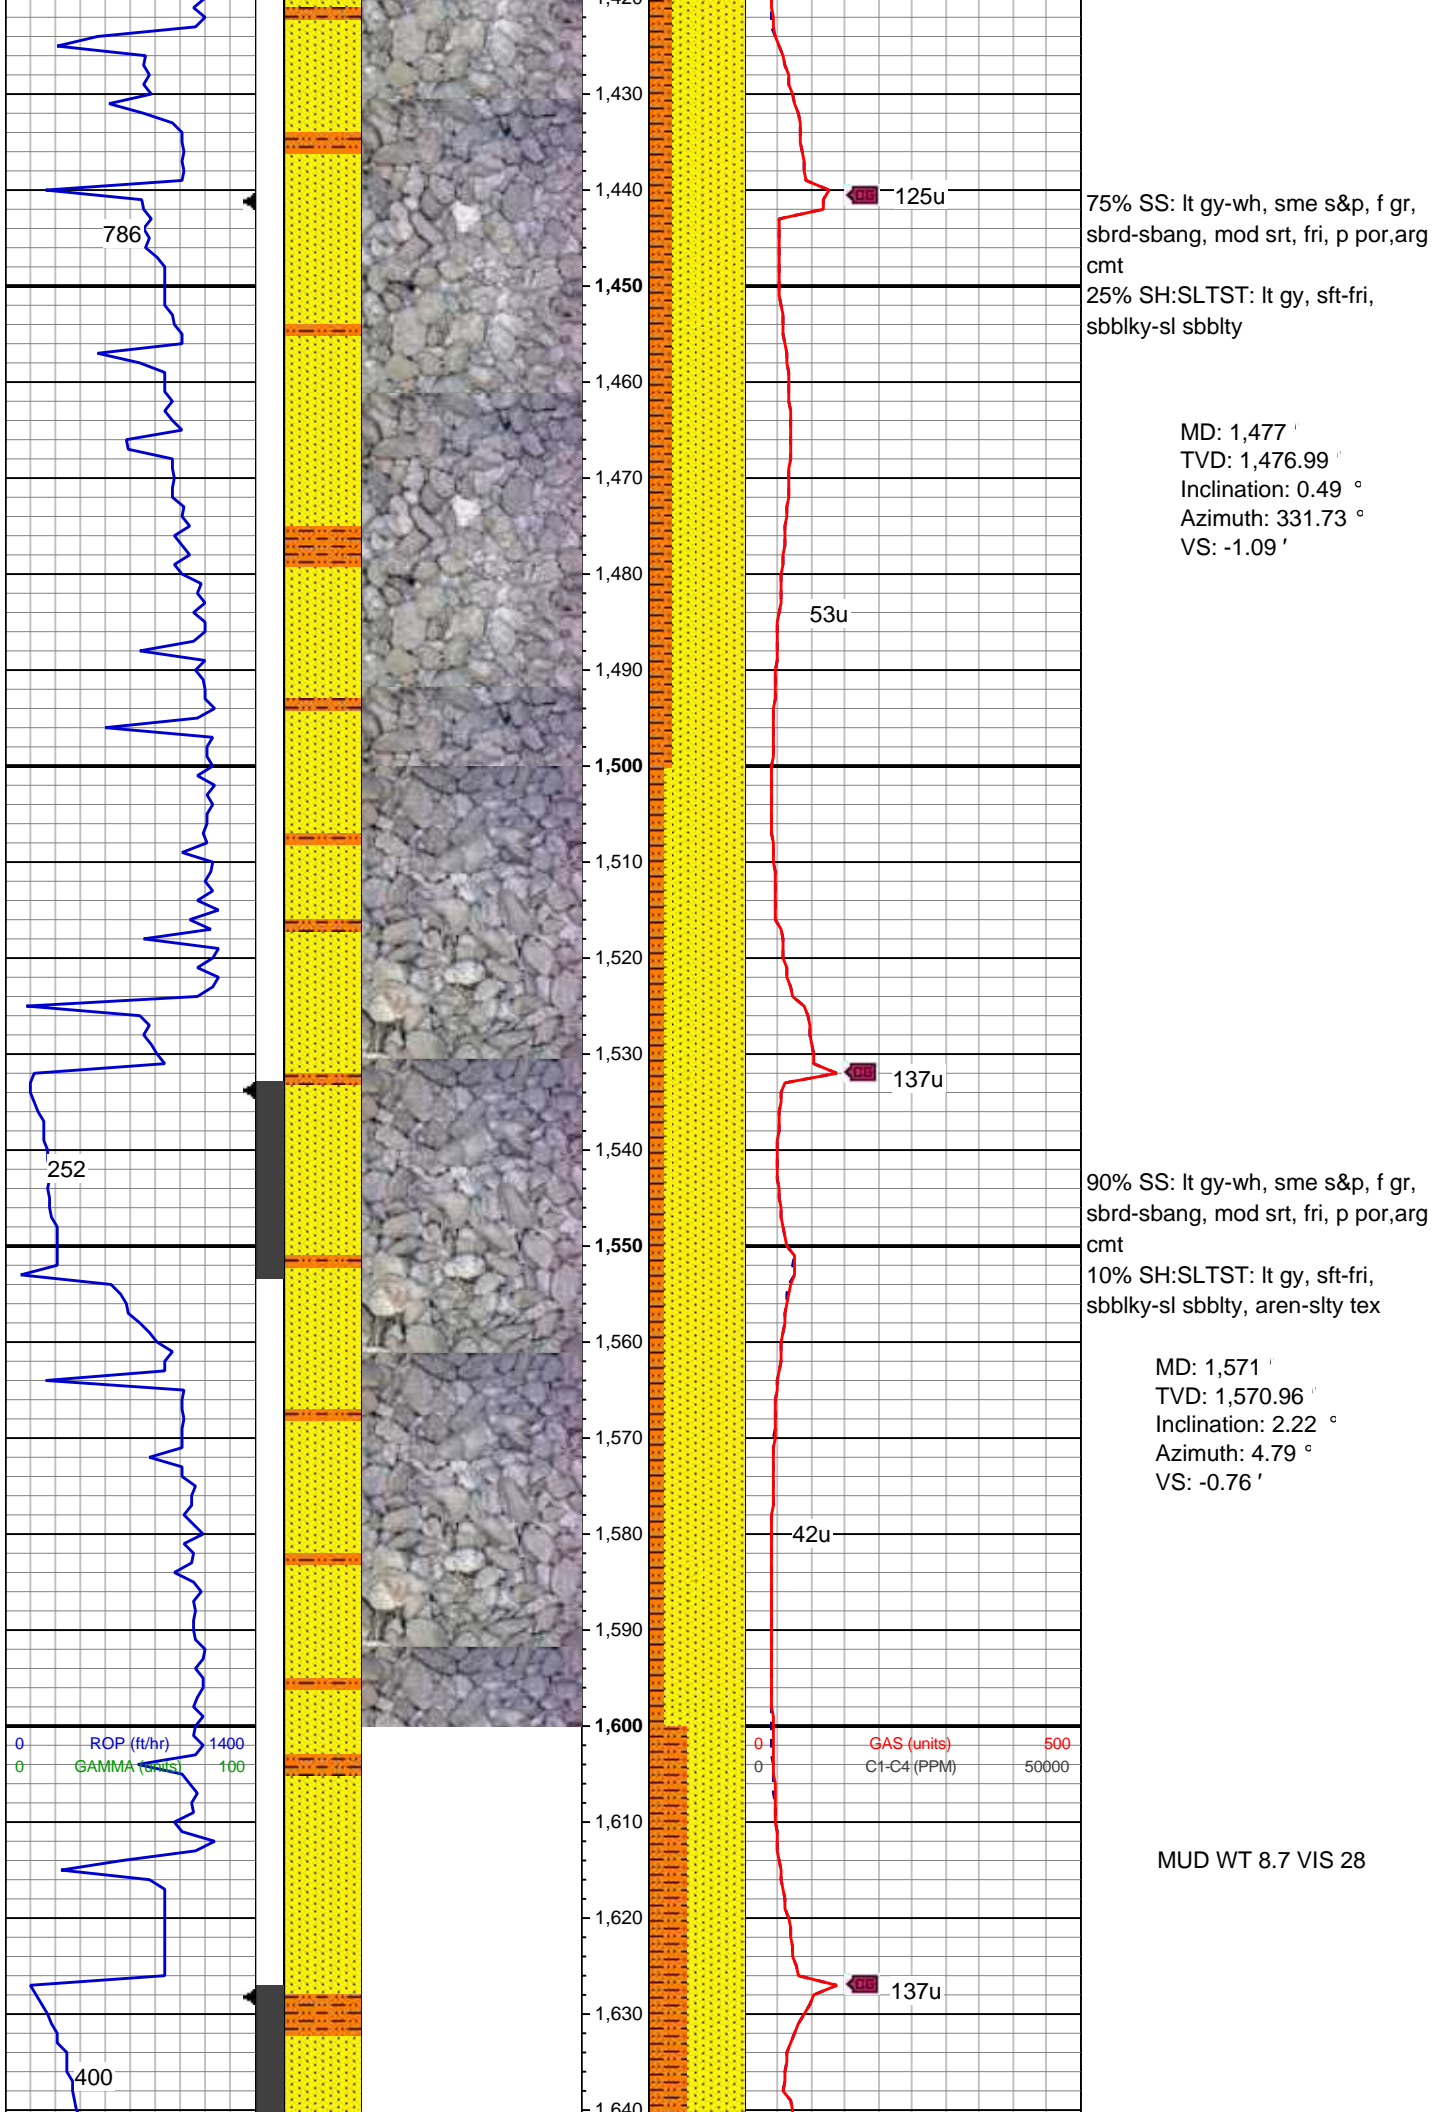 1,430
1,440
125u
CG
75% SS: lt gy-wh, sme s&p, f gr,
sbrd-sbang, mod srt, fri, p por,arg
cmt
786
1,450
25% SH:SLTST: lt gy, sft-fri,
sbblky-sl sbblty
1,460
MD: 1,477 '
TVD: 1,476.99 '
Inclination: 0.49 °
Azimuth: 331.73 °
VS: -1.09 '
1,470
1,480
53u
1,490
1,500
1,510
1,520
1,530
CG
137u
1,540
252
90% SS: lt gy-wh, sme s&p, f gr,
sbrd-sbang, mod srt, fri, p por,arg
cmt
1,550
10% SH:SLTST: lt gy, sft-fri,
sbblky-sl sbblty, aren-slty tex
1,560
MD: 1,571 '
TVD: 1,570.96 '
Inclination: 2.22 °
Azimuth: 4.79 °
VS: -0.76 '
1,570
1,580
42u
1,590
1,600
0 ROP (ft/hr) 1400
0 GAMMA (units) 100
0 GAS (units) 500
0 C1-C4 (PPM) 50000
1,610
MUD WT 8.7 VIS 28
1,620
CG
137u
1,630
400
1,640